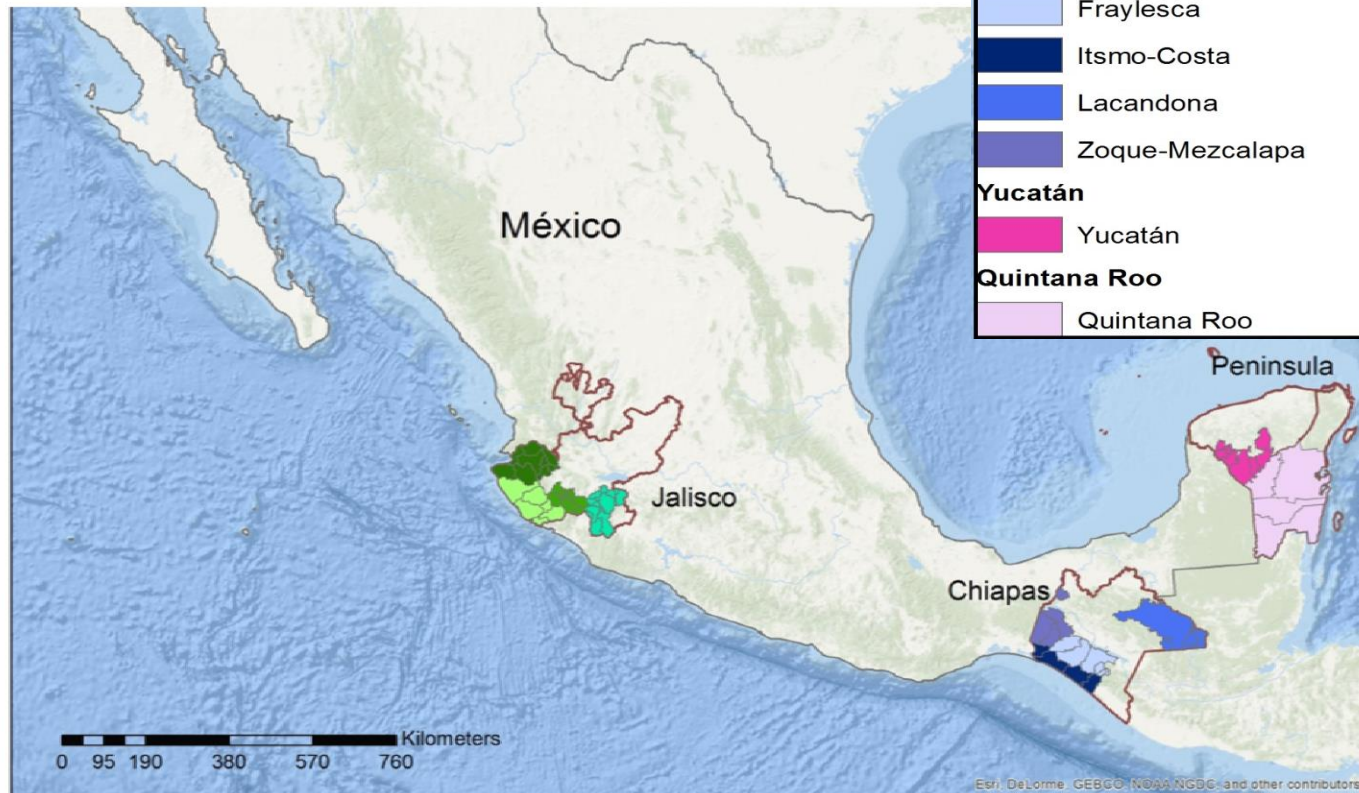 Fraylesca
Itsmo-Costa
Lacandona
Zoque-Mezcalapa
Yucatán
Yucatán
Quintana Roo
Quintana Roo
México
Peninsula
Jalisco
Chiapas
Kilometers
0 95 190 380 570 760
Esri, DeLorme, GEBCO, NOAA NGDC, and other contributors